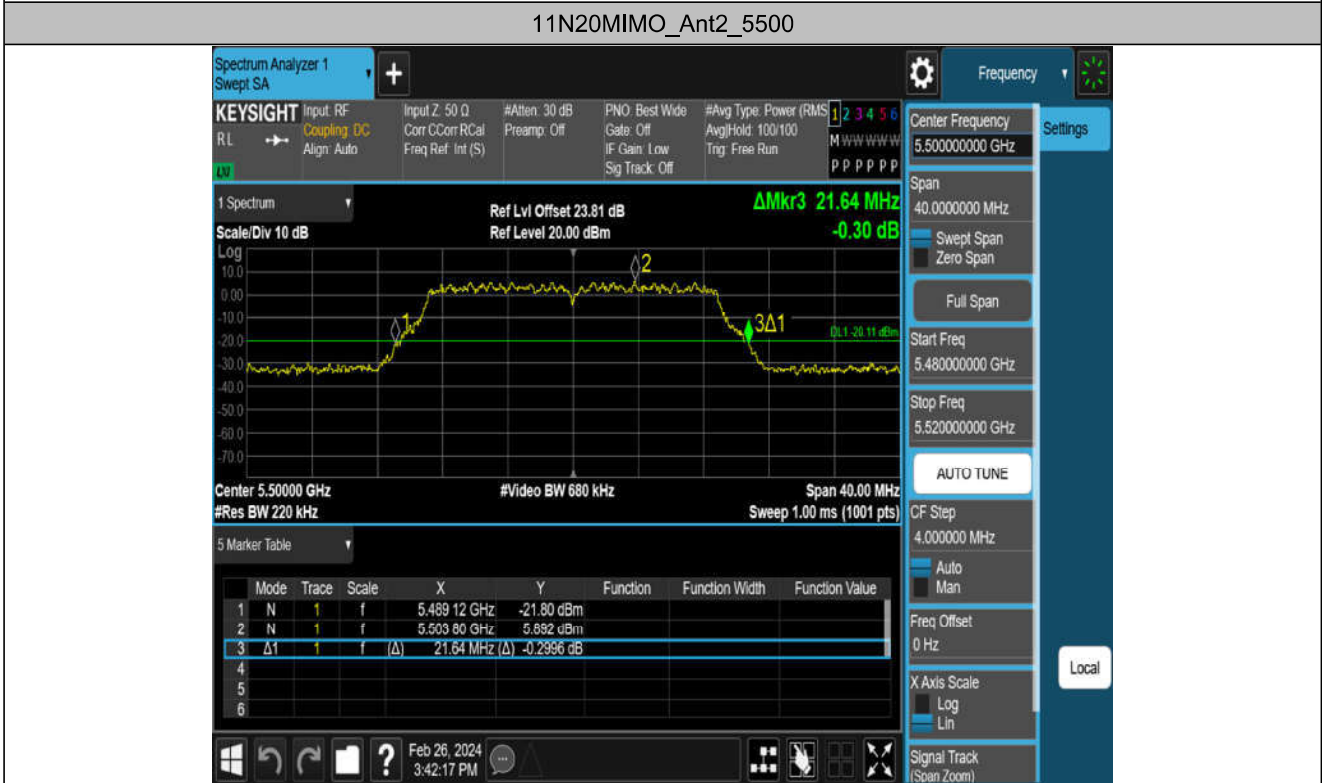 11N20MIMO_Ant2_5500
Spectrum Analyzer 1
Swept SA
+
Frequency
KEYSIGHT
RL
LXI
Input: RF
Coupling: DC
Align: Auto
Input Z: 50 Ω
Corr CCorr RCal
Freq Ref: Int (S)
#Atten: 30 dB
Preamp: Off
PNO: Best Wide
Gate: Off
IF Gain: Low
Sig Track: Off
#Avg Type: Power (RMS
Avg|Hold: 100/100
Trig: Free Run
1 2 3 4 5 6
M W W W W W
P P P P P P
Center Frequency
5.500000000 GHz
Settings
Span
40.0000000 MHz
Swept Span
Zero Span
Full Span
Start Freq
5.480000000 GHz
Stop Freq
5.520000000 GHz
AUTO TUNE
CF Step
4.000000 MHz
Auto
Man
Freq Offset
0 Hz
X Axis Scale
Log
Lin
Signal Track
(Span Zoom)
Local
1 Spectrum
Scale/Div 10 dB
Ref Lvl Offset 23.81 dB
Ref Level 20.00 dBm
ΔMkr3 21.64 MHz
-0.30 dB
Log
10.0
0.00
-10.0
-20.0
-30.0
-40.0
-50.0
-60.0
-70.0
1
2
3Δ1
DL1 -20.11 dBm
Center 5.50000 GHz
#Video BW 680 kHz
Span 40.00 MHz
#Res BW 220 kHz
Sweep 1.00 ms (1001 pts)
5 Marker Table
Mode Trace Scale X Y Function Function Width Function Value
1 N 1 f 5.489 12 GHz -21.80 dBm
2 N 1 f 5.503 80 GHz 5.892 dBm
3 Δ1 1 f (Δ) 21.64 MHz (Δ) -0.2996 dB
4
5
6
?
Feb 26, 2024
3:42:17 PM